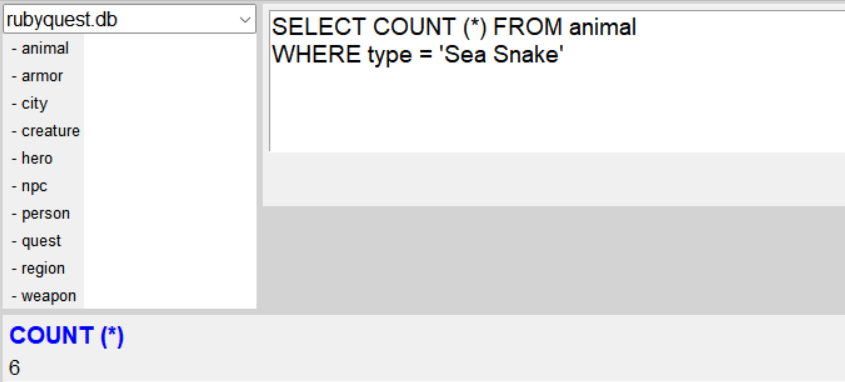 rubyquest.db
- animal
- armor
- city
- creature
- hero
- npc
- person
- quest
- region
- weapon
SELECT COUNT (*) FROM animal
WHERE type = 'Sea Snake'
COUNT (*)
6